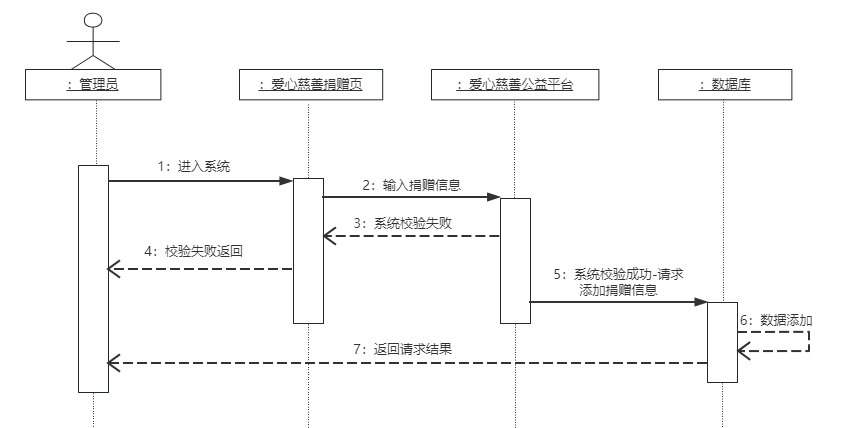 ：管理员
：爱心慈善捐赠页
：爱心慈善公益平台
：数据库
1：进入系统
2：输入捐赠信息
3：系统校验失败
4：校验失败返回
5：系统校验成功-请求
添加捐赠信息
6：数据添加
7：返回请求结果